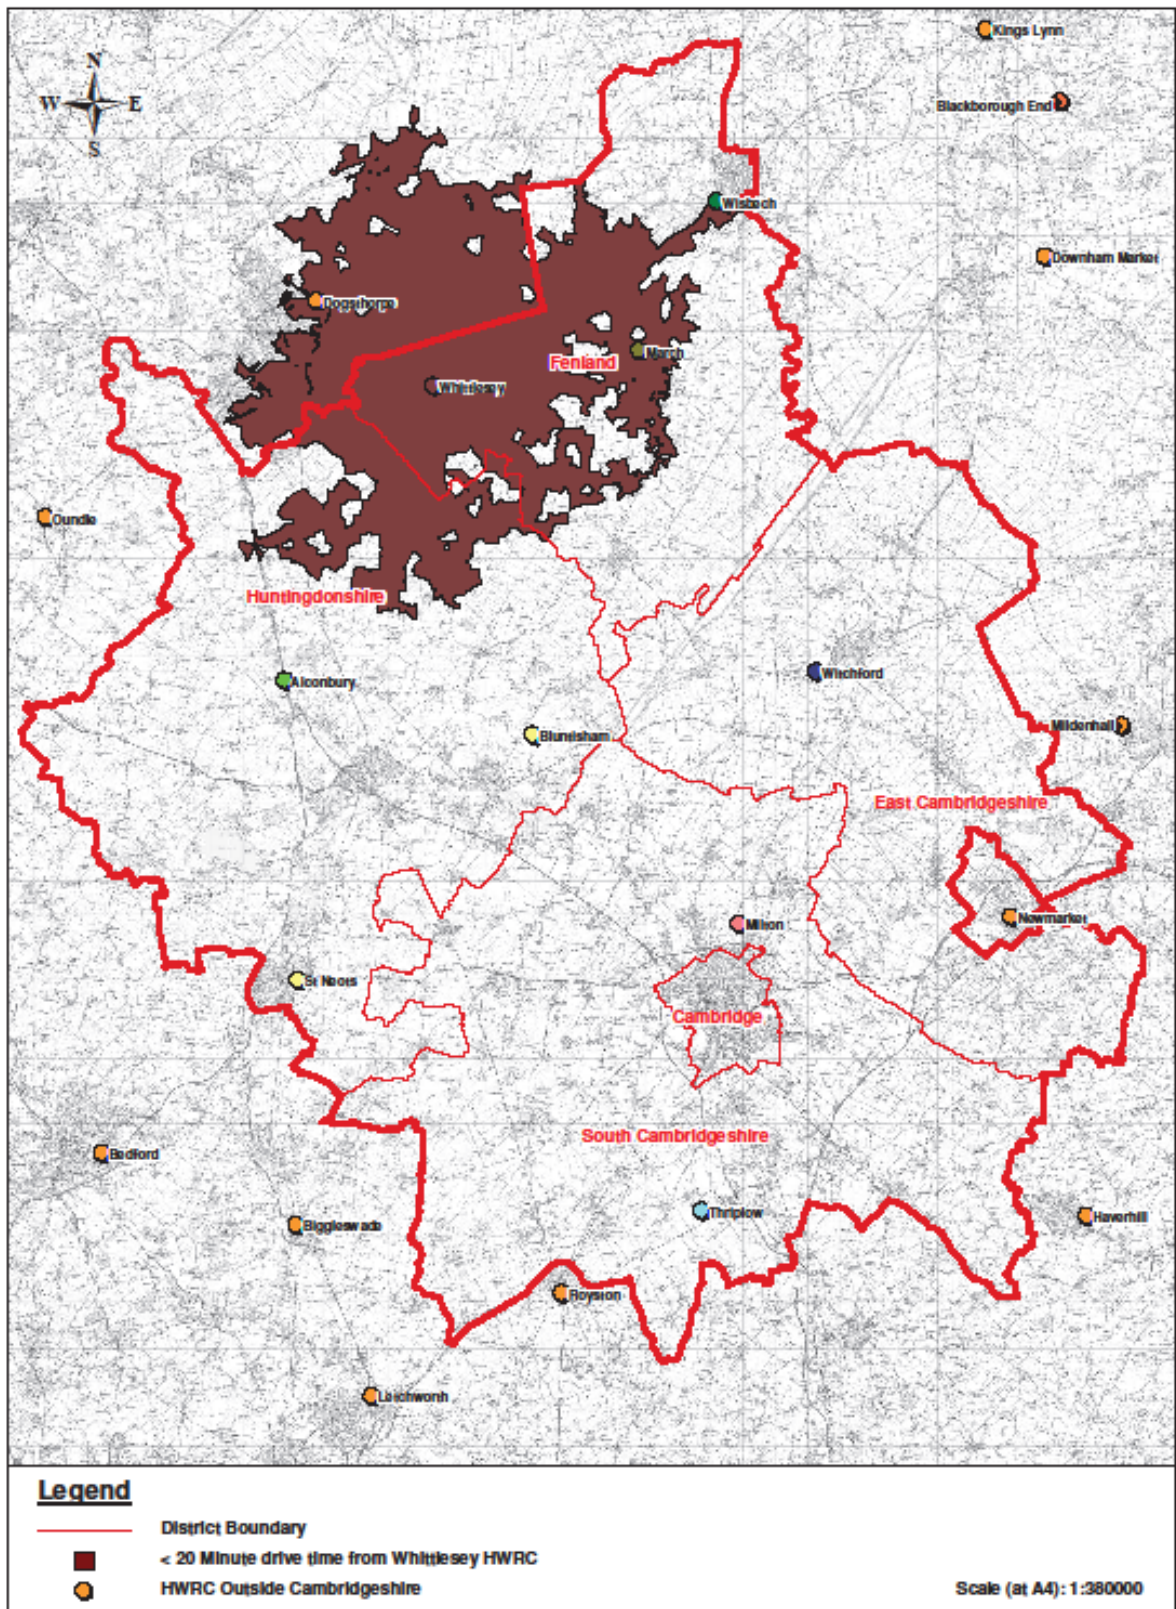 Kings Lynn
N
W E
S
Blackborough End
Wisbech
Downham Market
Dogsthorpe
March
Fenland
Whittlesey
Oundle
Huntingdonshire
Witchford
Alconbury
Mildenhall
Bluntisham
East Cambridgeshire
Newmarket
Milton
St Neots
Cambridge
South Cambridgeshire
Bedford
Thriplow
Haverhill
Biggleswade
Royston
Letchworth
Legend
District Boundary
< 20 Minute drive time from Whittlesey HWRC
HWRC Outside Cambridgeshire
Scale (at A4): 1:380000